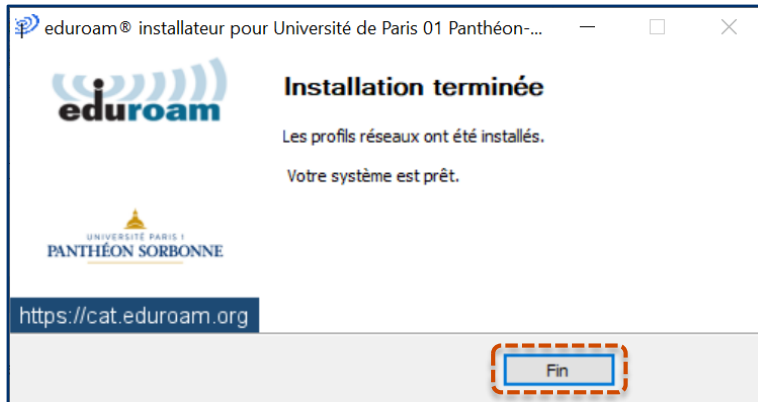 eduroam® installateur pour Université de Paris 01 Panthéon-...
eduroam
Installation terminée
Les profils réseaux ont été installés.
Votre système est prêt.
UNIVERSITÉ PARIS 1
PANTHÉON SORBONNE
https://cat.eduroam.org
Fin